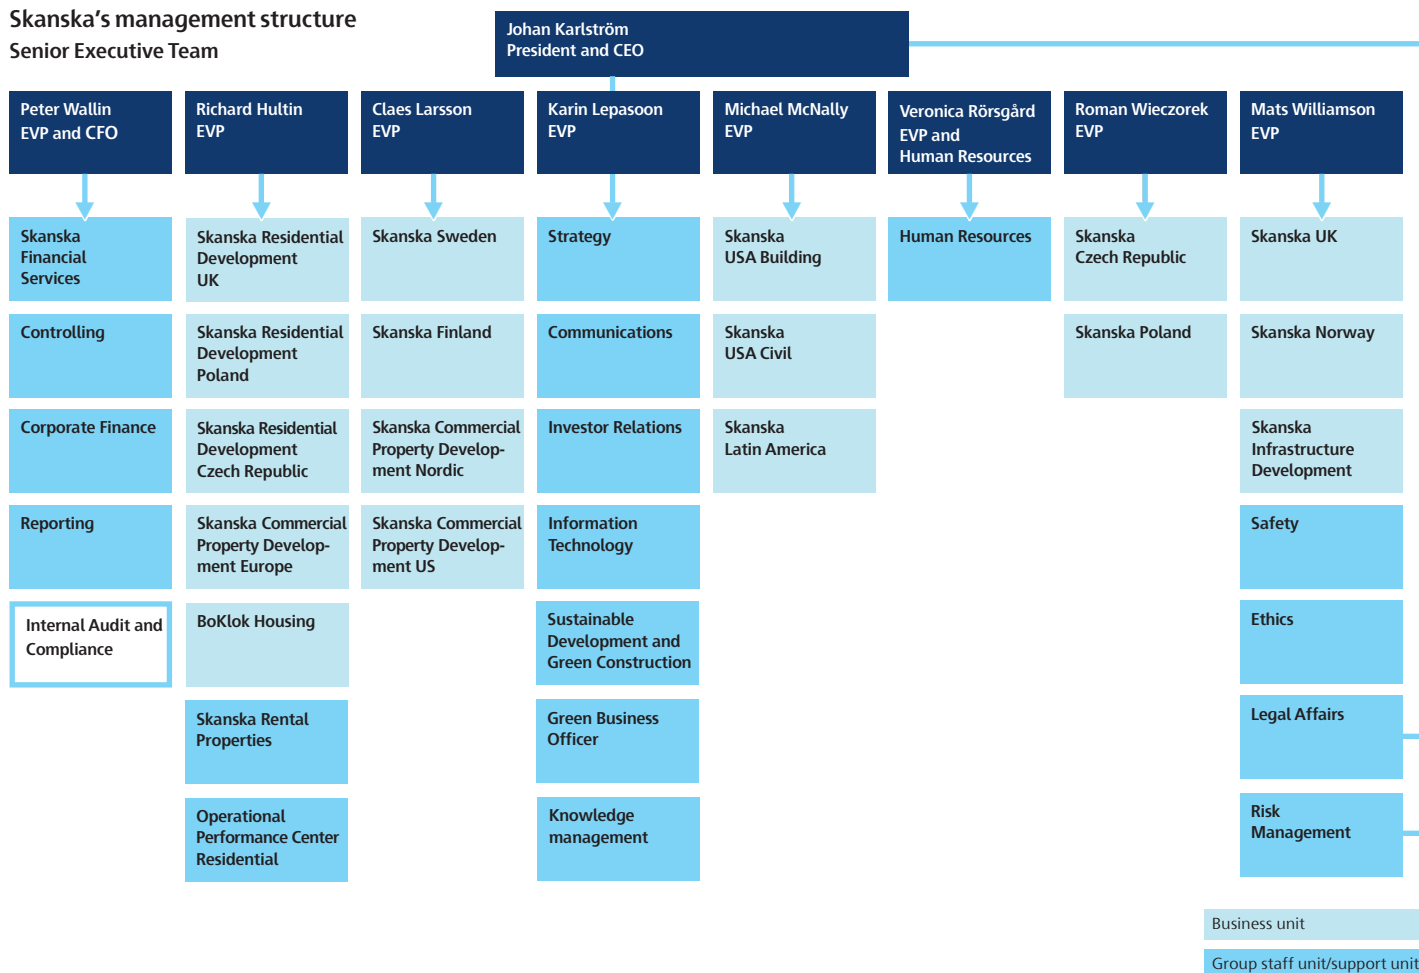 Skanska's management structure
Senior Executive Team
Johan Karlström
President and CEO
Peter Wallin
EVP and CFO
Richard Hultin
EVP
Claes Larsson
EVP
Karin Lepasoon
EVP
Michael McNally
EVP
Veronica Rörsgård
EVP and
Human Resources
Roman Wieczorek
EVP
Mats Williamson
EVP
Skanska
Financial
Services
Skanska Residential
Development
UK
Skanska Sweden
Strategy
Skanska
USA Building
Human Resources
Skanska
Czech Republic
Skanska UK
Controlling
Skanska Residential
Development
Poland
Skanska Finland
Communications
Skanska
USA Civil
Skanska Poland
Skanska Norway
Corporate Finance
Skanska Residential
Development
Czech Republic
Skanska Commercial
Property Develop-
ment Nordic
Investor Relations
Skanska
Latin America
Skanska
Infrastructure
Development
Reporting
Skanska Commercial
Property Develop-
ment Europe
Skanska Commercial
Property Develop-
ment US
Information
Technology
Safety
Internal Audit and
Compliance
BoKlok Housing
Sustainable
Development and
Green Construction
Ethics
Skanska Rental
Properties
Green Business
Officer
Legal Affairs
Operational
Performance Center
Residential
Knowledge
management
Risk
Management
Business unit
Group staff unit/support unit